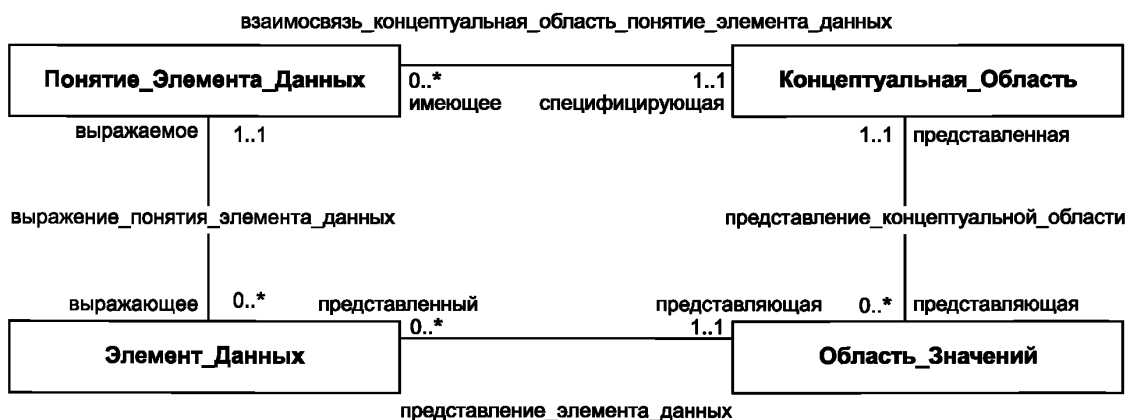 взаимосвязь_концептуальная_область_понятие_элемента_данных
Понятие_Элемента_Данных 0..* 1..1 Концептуальная_Область
имеющее специфицирующая
выражаемое 1..1 1..1 представленная
выражение_понятия_элемента_данных представление_концептуальной_области
выражающее 0..* представленный представляющая 0..* представляющая
0..* 1..1
Элемент_Данных Область_Значений
представление_элемента_данных